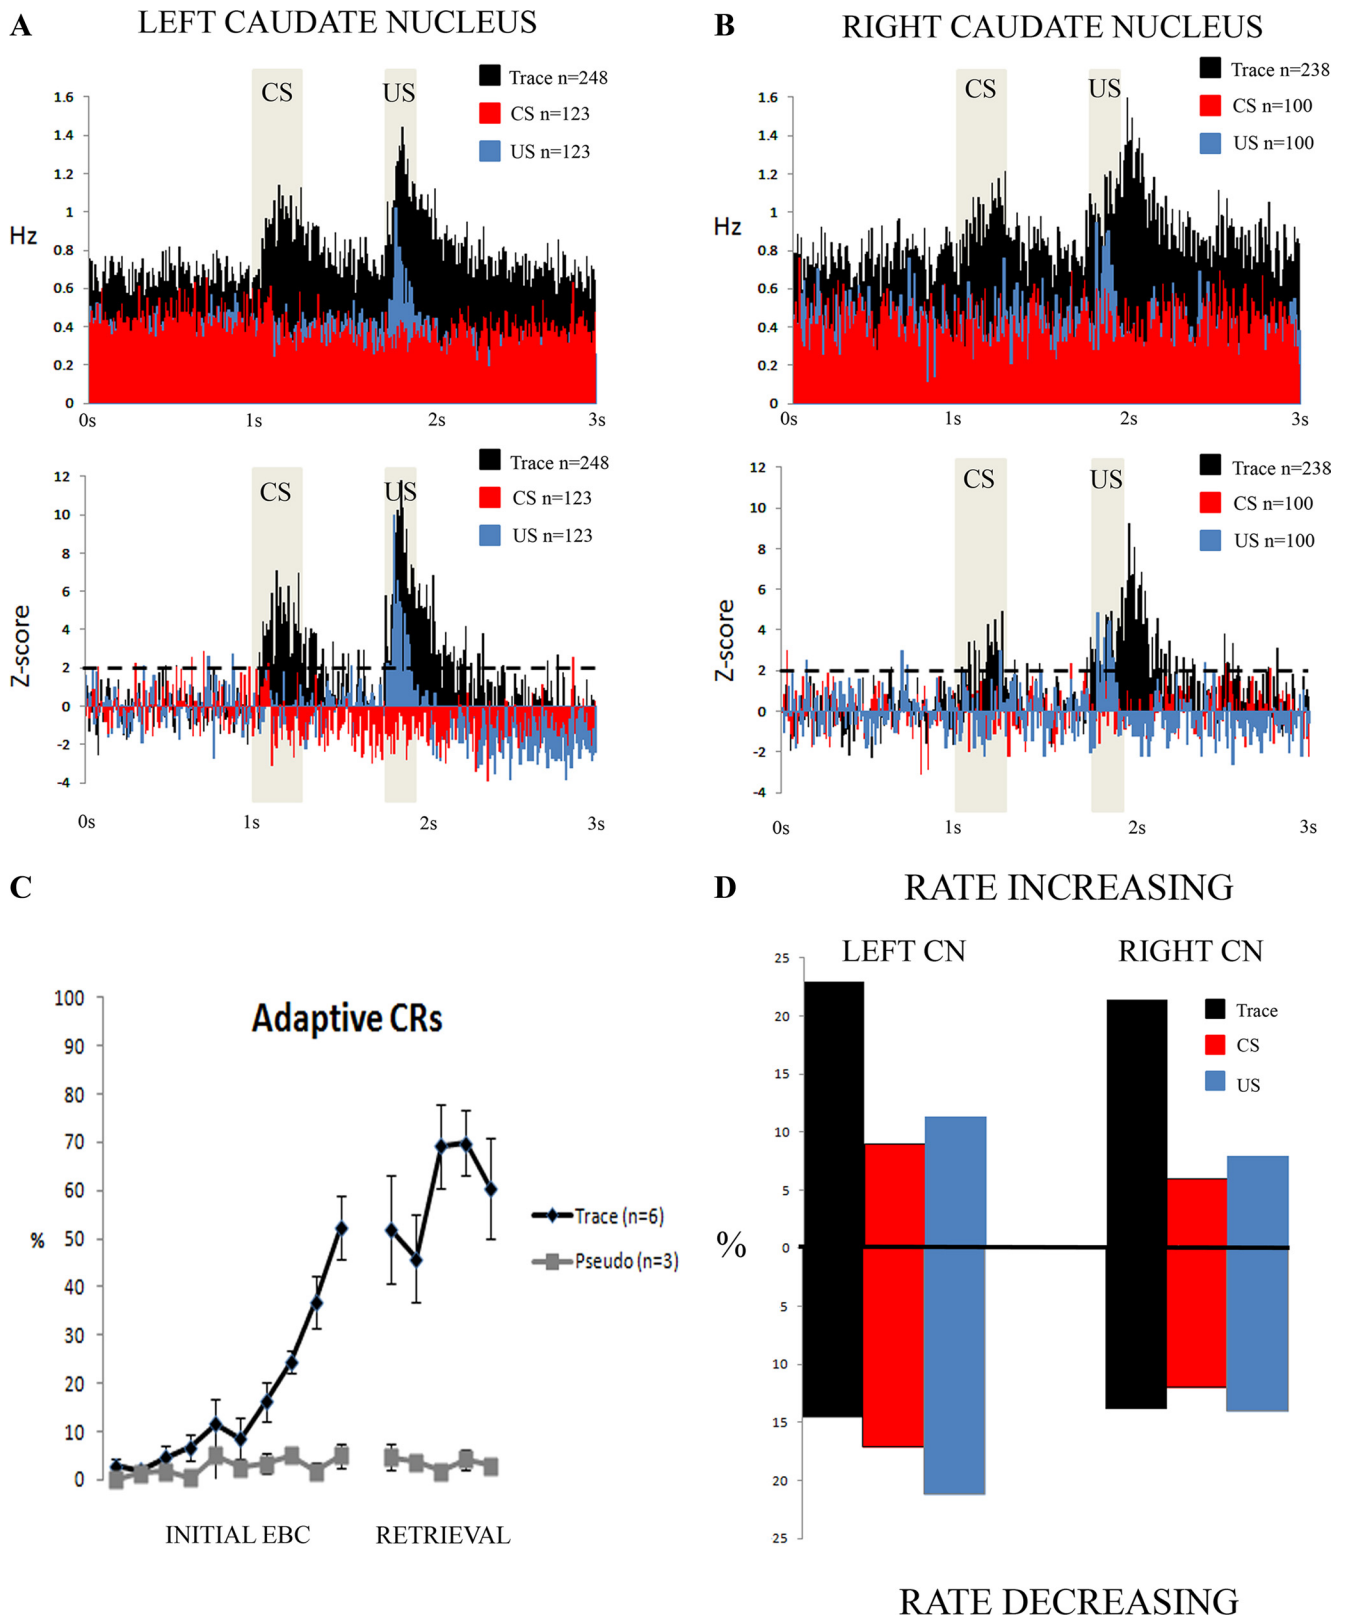 A
LEFT CAUDATE NUCLEUS
CS
US
Trace n=248
CS n=123
US n=123
Hz
1.6
1.4
1.2
1
0.8
0.6
0.4
0.2
0
0s
1s
2s
3s
CS
US
Trace n=248
CS n=123
US n=123
Z-score
12
10
8
6
4
2
0
-2
-4
0s
1s
2s
3s
B
RIGHT CAUDATE NUCLEUS
CS
US
Trace n=238
CS n=100
US n=100
Hz
1.6
1.4
1.2
1
0.8
0.6
0.4
0.2
0
0s
1s
2s
3s
CS
US
Trace n=238
CS n=100
US n=100
Z-score
12
10
8
6
4
2
0
-2
-4
0s
1s
2s
3s
C
Adaptive CRs
%
100
90
80
70
60
50
40
30
20
10
0
Trace (n=6)
Pseudo (n=3)
INITIAL EBC
RETRIEVAL
D
RATE INCREASING
LEFT CN
RIGHT CN
Trace
CS
US
%
25
20
15
10
5
0
5
10
15
20
25
RATE DECREASING